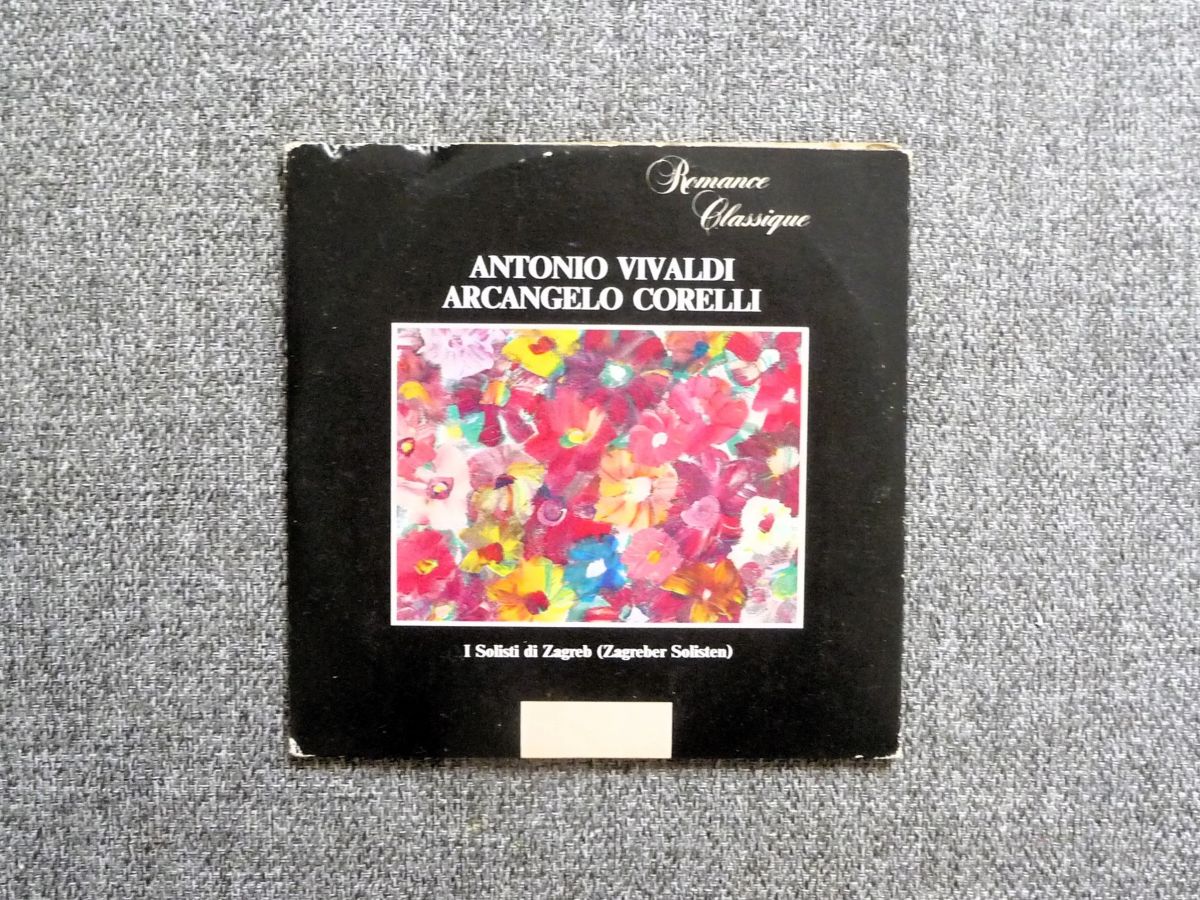 Romance
Classique
ANTONIO VIVALDI
ARCANGELO CORELLI
I Solisti di Zagreb (Zagreber Solisten)